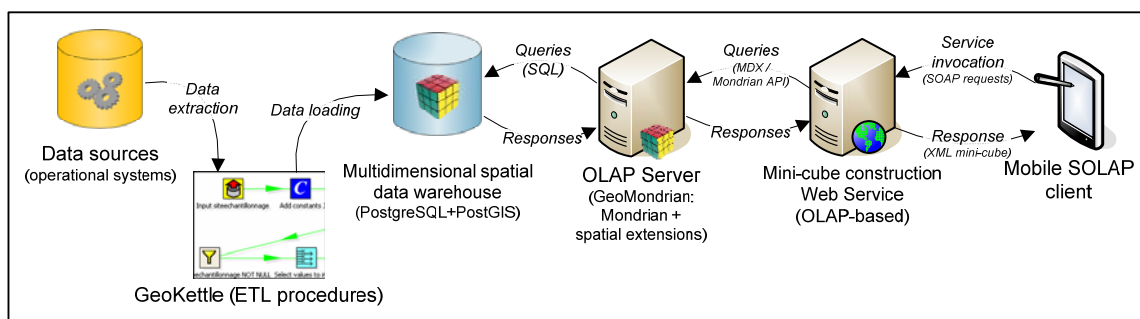 Data
extraction
Data loading
Data sources
(operational systems)
Input siteechantillonnage
Add constants
C
echantillonnage NOT NULL
Select values to
GeoKettle (ETL procedures)
Queries
(SQL)
Responses
Multidimensional spatial
data warehouse
(PostgreSQL+PostGIS)
Queries
(MDX /
Mondrian API)
Responses
OLAP Server
(GeoMondrian:
Mondrian +
spatial extensions)
Service
invocation
(SOAP requests)
Response
(XML mini-cube)
Mini-cube construction
Web Service
(OLAP-based)
Mobile SOLAP
client